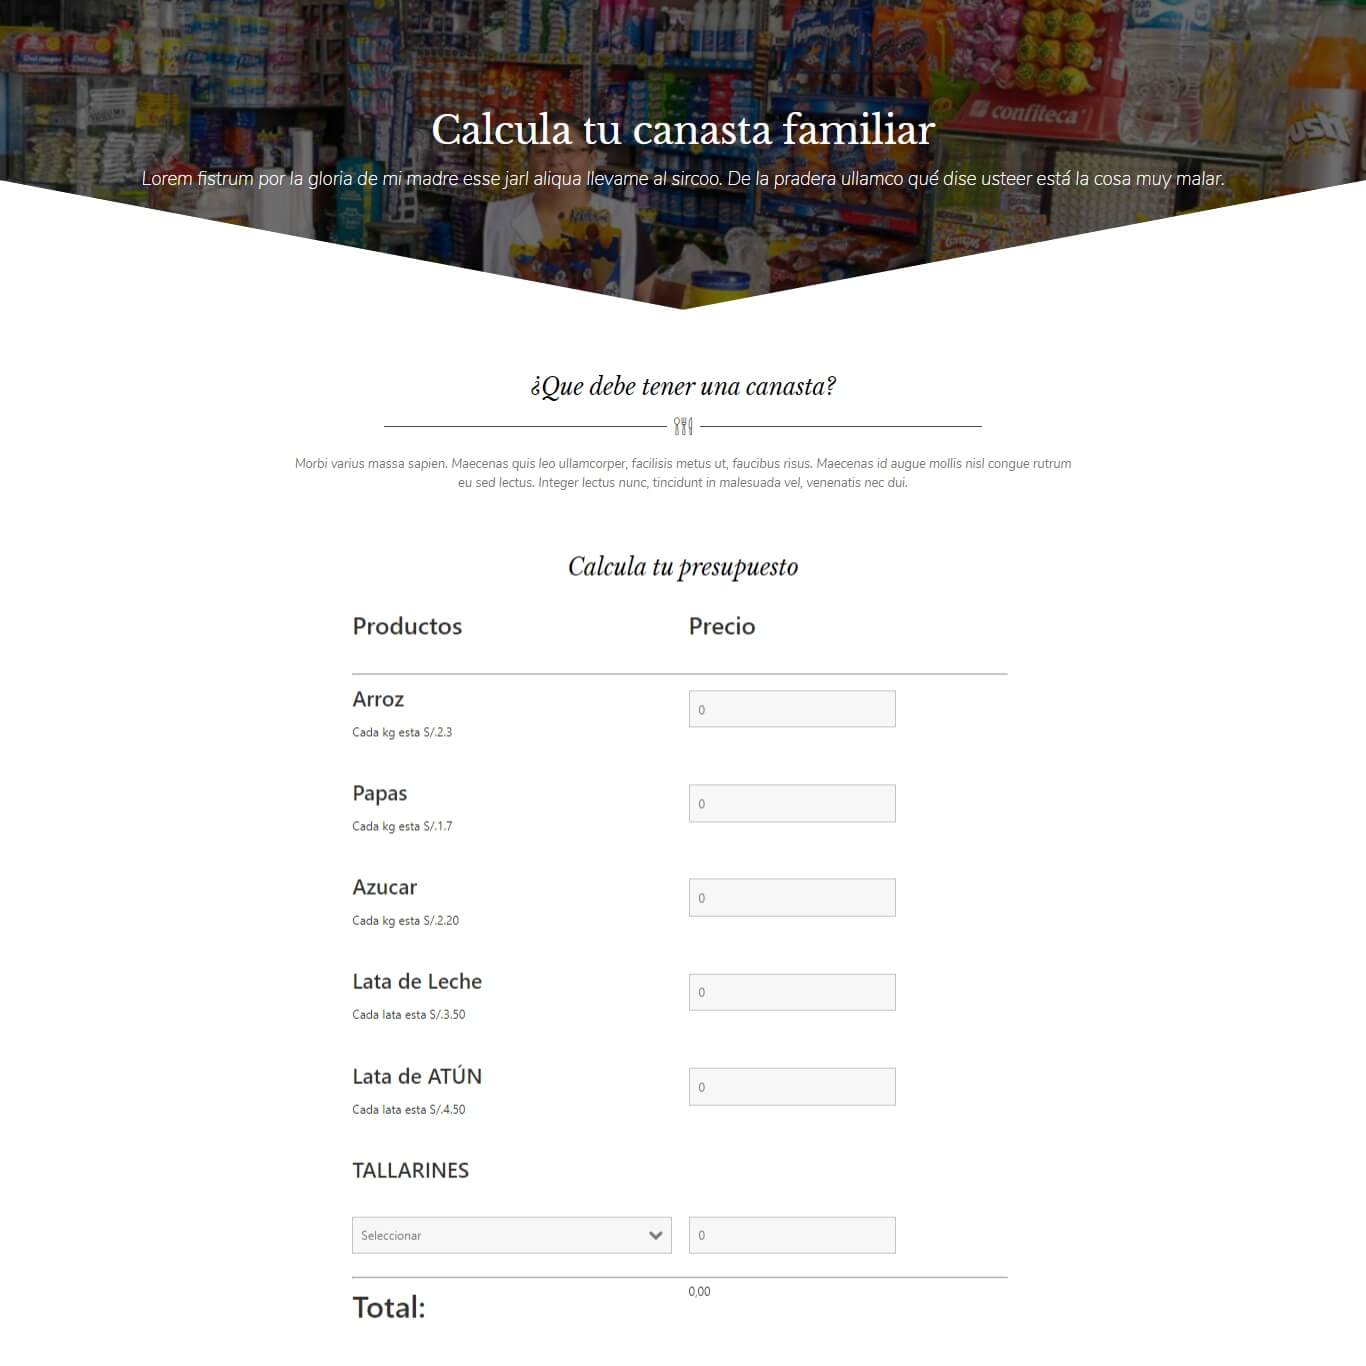 confiteca
Calcula tu canasta familiar
Lorem fistrum por la gloria de mi madre esse jarl aliqua llevame al sircoo. De la pradera ullamco qué dise usteer está la cosa muy malar.
¿Que debe tener una canasta?
Morbi varius massa sapien. Maecenas quis leo ullamcorper, facilisis metus ut, faucibus risus. Maecenas id augue mollis nisl congue rutrum
eu sed lectus. Integer lectus nunc, tincidunt in malesuada vel, venenatis nec dui.
Calcula tu presupuesto
Productos Precio
Arroz 0
Cada kg esta S/.2.3
Papas 0
Cada kg esta S/.1.7
Azucar 0
Cada kg esta S/.2.20
Lata de Leche 0
Cada lata esta S/.3.50
Lata de ATÚN 0
Cada lata esta S/.4.50
TALLARINES
Seleccionar 0
0,00
Total: